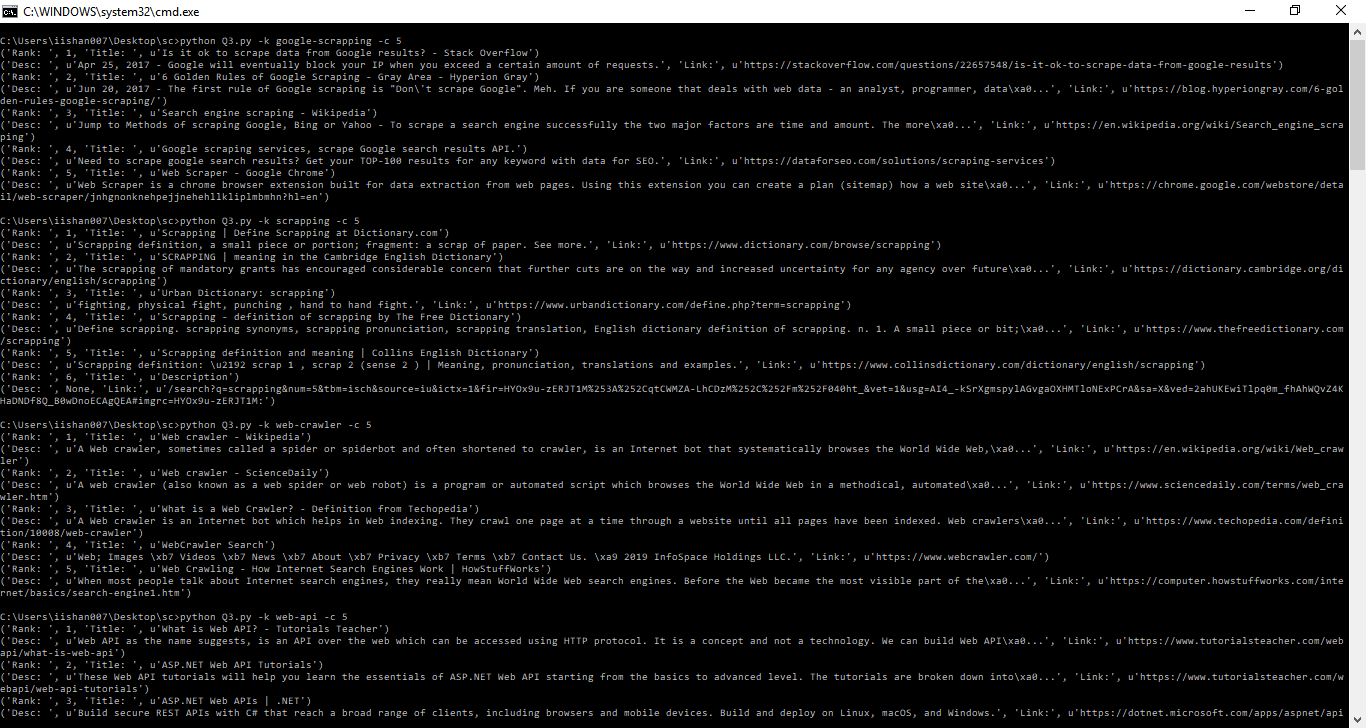 C:\WINDOWS\system32\cmd.exe
C:\Users\iishan007\Desktop\sc>python Q3.py -k google-scrapping -c 5
('Rank: ', 1, 'Title: ', u'Is it ok to scrape data from Google results? - Stack Overflow')
('Desc: ', u'Apr 25, 2017 - Google will eventually block your IP when you exceed a certain amount of requests.', 'Link:', u'https://stackoverflow.com/questions/22657548/is-it-ok-to-scrape-data-from-google-results')
('Rank: ', 2, 'Title: ', u'6 Golden Rules of Google Scraping - Gray Area - Hyperion Gray')
('Desc: ', u'Jun 20, 2017 - The first rule of Google scraping is "Don\'t scrape Google". Meh. If you are someone that deals with web data - an analyst, programmer, data\xa0...', 'Link:', u'https://blog.hyperiongray.com/6-gol
den-rules-google-scraping/')
('Rank: ', 3, 'Title: ', u'Search engine scraping - Wikipedia')
('Desc: ', u'Jump to Methods of scraping Google, Bing or Yahoo - To scrape a search engine successfully the two major factors are time and amount. The more\xa0...', 'Link:', u'https://en.wikipedia.org/wiki/Search_engine_scra
ping')
('Rank: ', 4, 'Title: ', u'Google scraping services, scrape Google search results API.')
('Desc: ', u'Need to scrape google search results? Get your TOP-100 results for any keyword with data for SEO.', 'Link:', u'https://dataforseo.com/solutions/scraping-services')
('Rank: ', 5, 'Title: ', u'Web Scraper - Google Chrome')
('Desc: ', u'Web Scraper is a chrome browser extension built for data extraction from web pages. Using this extension you can create a plan (sitemap) how a web site\xa0...', 'Link:', u'https://chrome.google.com/webstore/deta
il/web-scraper/jnhgnonknehpejjnehehllkliplmbmhn?hl=en')
C:\Users\iishan007\Desktop\sc>python Q3.py -k scrapping -c 5
('Rank: ', 1, 'Title: ', u'Scrapping | Define Scrapping at Dictionary.com')
('Desc: ', u'Scrapping definition, a small piece or portion; fragment: a scrap of paper. See more.', 'Link:', u'https://www.dictionary.com/browse/scrapping')
('Rank: ', 2, 'Title: ', u'SCRAPPING | meaning in the Cambridge English Dictionary')
('Desc: ', u'The scrapping of mandatory grants has encouraged considerable concern that further cuts are on the way and increased uncertainty for any agency over future\xa0...', 'Link:', u'https://dictionary.cambridge.org/di
ctionary/english/scrapping')
('Rank: ', 3, 'Title: ', u'Urban Dictionary: scrapping')
('Desc: ', u'fighting, physical fight, punching , hand to hand fight.', 'Link:', u'https://www.urbandictionary.com/define.php?term=scrapping')
('Rank: ', 4, 'Title: ', u'Scrapping - definition of scrapping by The Free Dictionary')
('Desc: ', u'Define scrapping. scrapping synonyms, scrapping pronunciation, scrapping translation, English dictionary definition of scrapping. n. 1. A small piece or bit;\xa0...', 'Link:', u'https://www.thefreedictionary.com
/scrapping')
('Rank: ', 5, 'Title: ', u'Scrapping definition and meaning | Collins English Dictionary')
('Desc: ', u'Scrapping definition: \u2192 scrap 1 , scrap 2 (sense 2 ) | Meaning, pronunciation, translations and examples.', 'Link:', u'https://www.collinsdictionary.com/dictionary/english/scrapping')
('Rank: ', 6, 'Title: ', u'Description')
('Desc: ', None, 'Link:', u'/search?q=scrapping&num=5&tbm=isch&source=iu&ictx=1&fir=HYOx9u-zERJT1M%253A%252CqtCWMZA-LhCDzM%252C%252Fm%252F040ht_&vet=1&usg=AI4_-kSrXgmspylAGvgaOXHMTloNExPCrA&sa=X&ved=2ahUKEwiTlpq0m_fhAhWQvZ4K
HaDNDf8Q_B0wDnoECAgQEA#imgrc=HYOx9u-zERJT1M:')
C:\Users\iishan007\Desktop\sc>python Q3.py -k web-crawler -c 5
('Rank: ', 1, 'Title: ', u'Web crawler - Wikipedia')
('Desc: ', u'A Web crawler, sometimes called a spider or spiderbot and often shortened to crawler, is an Internet bot that systematically browses the World Wide Web,\xa0...', 'Link:', u'https://en.wikipedia.org/wiki/Web_craw
ler')
('Rank: ', 2, 'Title: ', u'Web crawler - ScienceDaily')
('Desc: ', u'A web crawler (also known as a web spider or web robot) is a program or automated script which browses the World Wide Web in a methodical, automated\xa0...', 'Link:', u'https://www.sciencedaily.com/terms/web_cra
wler.htm')
('Rank: ', 3, 'Title: ', u'What is a Web Crawler? - Definition from Techopedia')
('Desc: ', u'A Web crawler is an Internet bot which helps in Web indexing. They crawl one page at a time through a website until all pages have been indexed. Web crawlers\xa0...', 'Link:', u'https://www.techopedia.com/defini
tion/10008/web-crawler')
('Rank: ', 4, 'Title: ', u'WebCrawler Search')
('Desc: ', u'Web; Images \xb7 Videos \xb7 News \xb7 About \xb7 Privacy \xb7 Terms \xb7 Contact Us. \xa9 2019 InfoSpace Holdings LLC.', 'Link:', u'https://www.webcrawler.com/')
('Rank: ', 5, 'Title: ', u'Web Crawling - How Internet Search Engines Work | HowStuffWorks')
('Desc: ', u'When most people talk about Internet search engines, they really mean World Wide Web search engines. Before the Web became the most visible part of the\xa0...', 'Link:', u'https://computer.howstuffworks.com/inte
rnet/basics/search-engine1.htm')
C:\Users\iishan007\Desktop\sc>python Q3.py -k web-api -c 5
('Rank: ', 1, 'Title: ', u'What is Web API? - Tutorials Teacher')
('Desc: ', u'Web API as the name suggests, is an API over the web which can be accessed using HTTP protocol. It is a concept and not a technology. We can build Web API\xa0...', 'Link:', u'https://www.tutorialsteacher.com/web
api/what-is-web-api')
('Rank: ', 2, 'Title: ', u'ASP.NET Web API Tutorials')
('Desc: ', u'These Web API tutorials will help you learn the essentials of ASP.NET Web API starting from the basics to advanced level. The tutorials are broken down into\xa0...', 'Link:', u'https://www.tutorialsteacher.com/w
ebapi/web-api-tutorials')
('Rank: ', 3, 'Title: ', u'ASP.NET Web APIs | .NET')
('Desc: ', u'Build secure REST APIs with C# that reach a broad range of clients, including browsers and mobile devices. Build and deploy on Linux, macOS, and Windows.', 'Link:', u'https://dotnet.microsoft.com/apps/aspnet/api